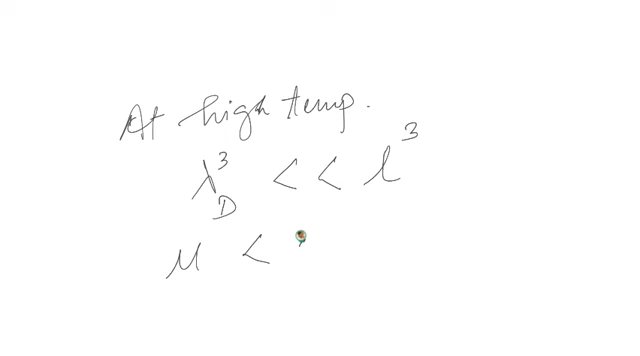 At high temp.
λ_D^3 << l^3
μ <